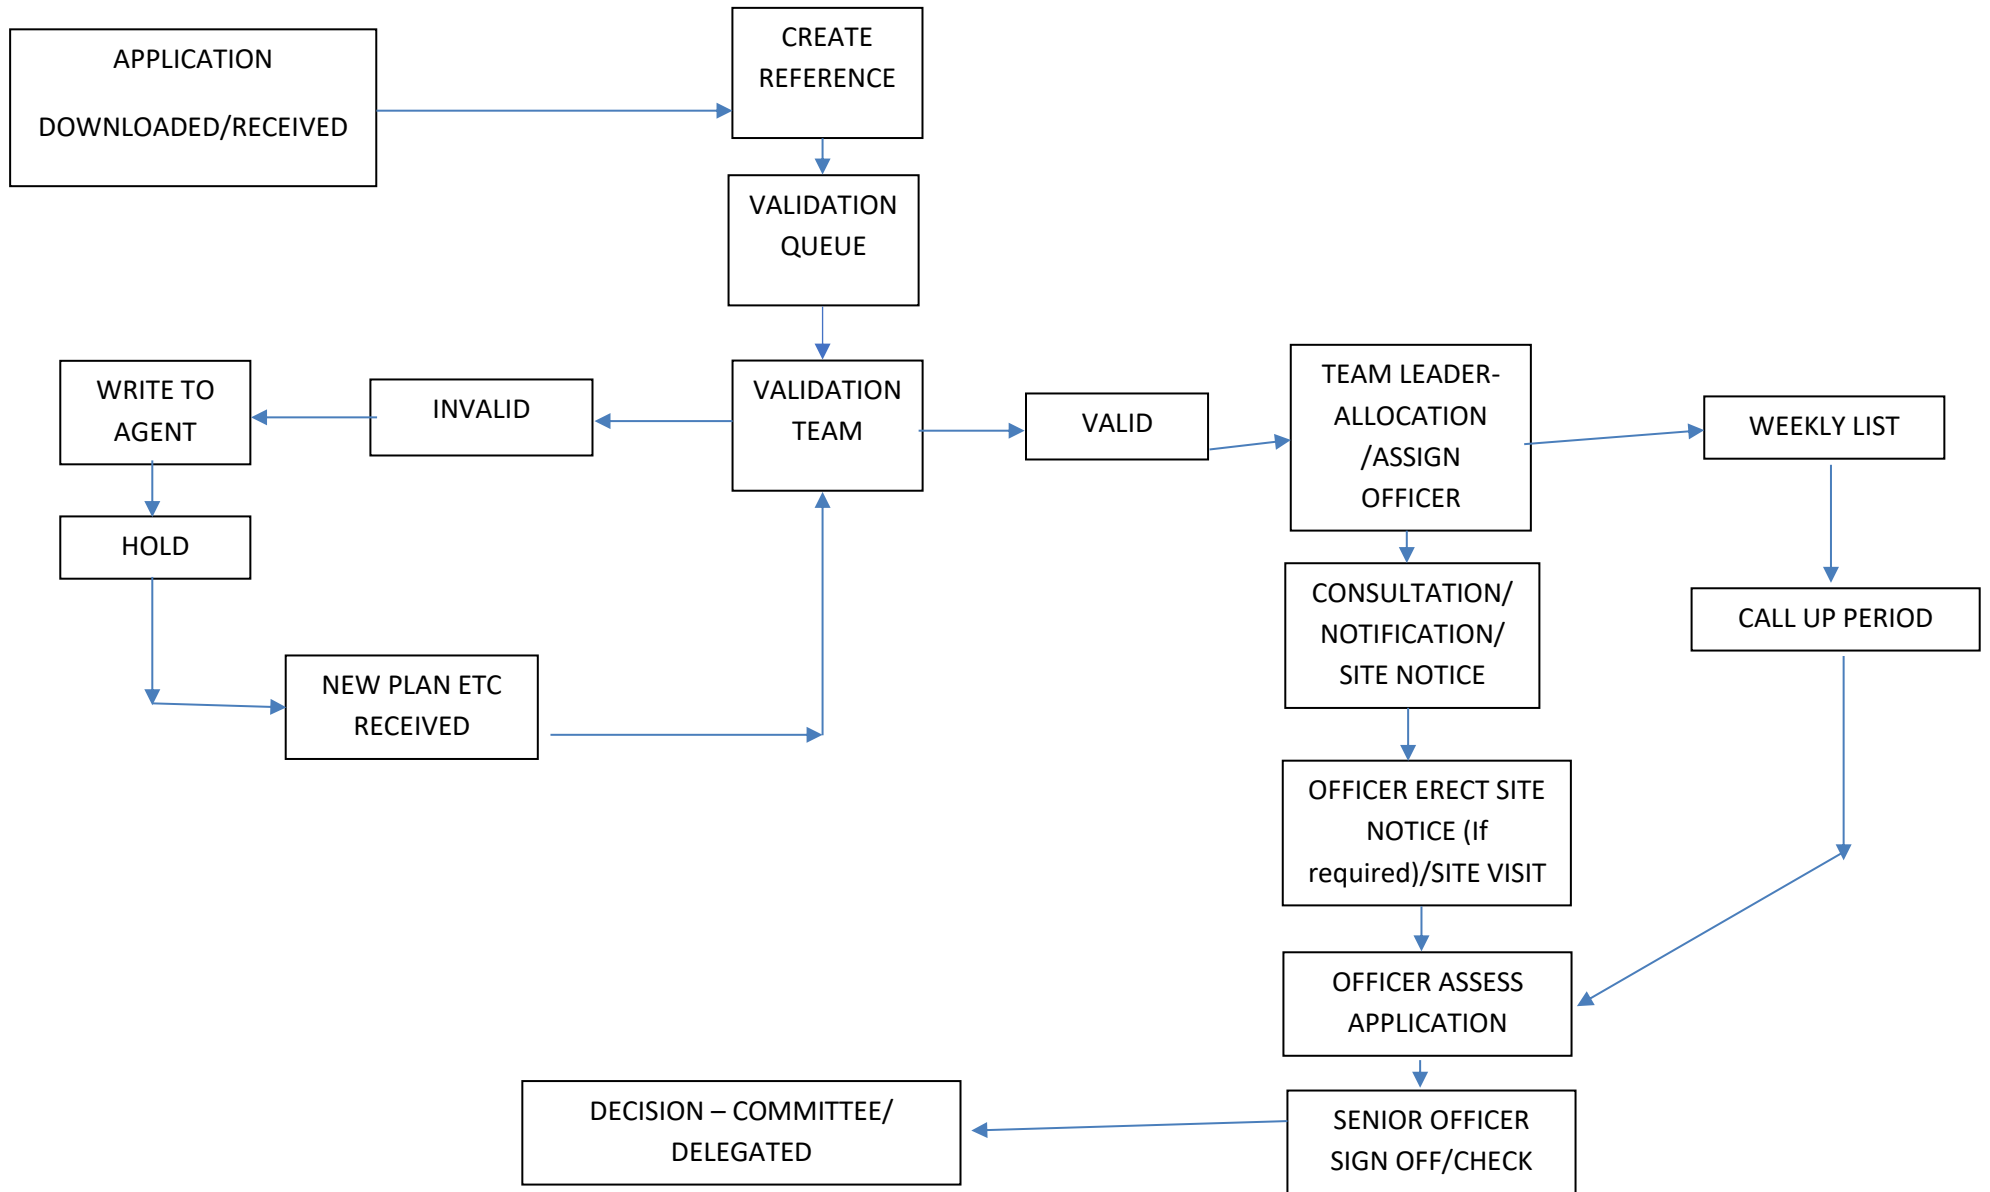 APPLICATION
DOWNLOADED/RECEIVED
CREATE
REFERENCE
VALIDATION
QUEUE
WRITE TO
AGENT
INVALID
VALIDATION
TEAM
VALID
TEAM LEADER-
ALLOCATION
/ASSIGN
OFFICER
WEEKLY LIST
HOLD
CONSULTATION/
NOTIFICATION/
SITE NOTICE
CALL UP PERIOD
NEW PLAN ETC
RECEIVED
OFFICER ERECT SITE
NOTICE (If
required)/SITE VISIT
OFFICER ASSESS
APPLICATION
DECISION – COMMITTEE/
DELEGATED
SENIOR OFFICER
SIGN OFF/CHECK